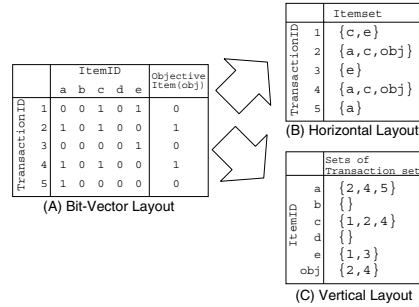 ItemID
Objective
Item(obj)
a b c d e
TransactionID
1 0 0 1 0 1 0
2 1 0 1 0 0 1
3 0 0 0 0 1 0
4 1 0 1 0 0 1
5 1 0 0 0 0 0
(A) Bit-Vector Layout
Itemset
TransactionID
1 {c,e}
2 {a,c,obj}
3 {e}
4 {a,c,obj}
5 {a}
(B) Horizontal Layout
Sets of
Transaction set
ItemID
a {2,4,5}
b {}
c {1,2,4}
d {}
e {1,3}
obj {2,4}
(C) Vertical Layout